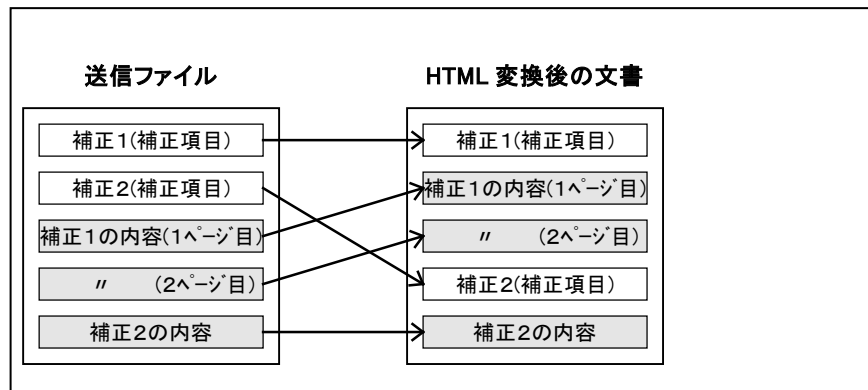 送信ファイル
補正1(補正項目)
補正2(補正項目)
補正1の内容(1ページ目)
〃 (2ページ目)
補正2の内容
HTML 変換後の文書
補正1(補正項目)
補正1の内容(1ページ目)
〃 (2ページ目)
補正2(補正項目)
補正2の内容